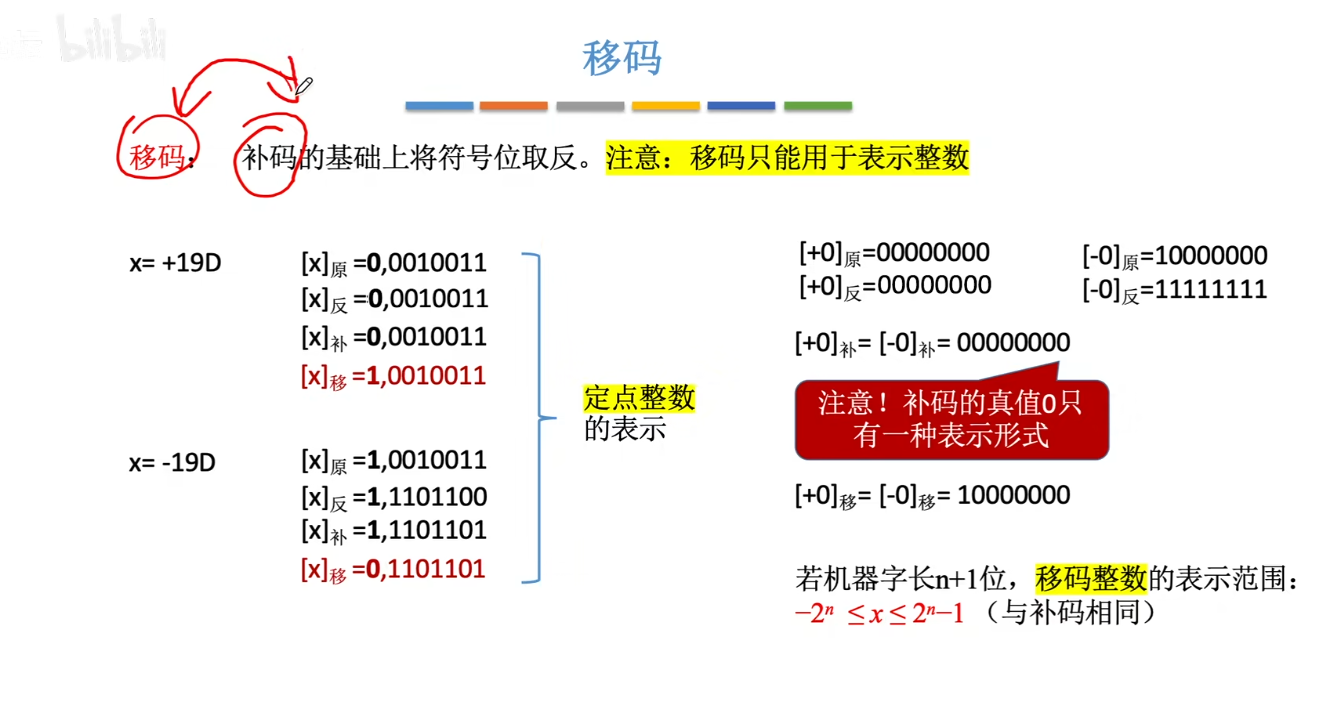 bilibili
移码
移码： 补码的基础上将符号位取反。注意：移码只能用于表示整数
x= +19D
[x]原 =0,0010011
[x]反 =0,0010011
[x]补 =0,0010011
[x]移 =1,0010011
x= -19D
[x]原 =1,0010011
[x]反 =1,1101100
[x]补 =1,1101101
[x]移 =0,1101101
定点整数
的表示
[+0]原=00000000 [-0]原=10000000
[+0]反=00000000 [-0]反=11111111
[+0]补= [-0]补= 00000000
注意！补码的真值0只
有一种表示形式
[+0]移= [-0]移= 10000000
若机器字长n+1位，移码整数的表示范围：
−2ⁿ ≤ x ≤ 2ⁿ−1 （与补码相同）